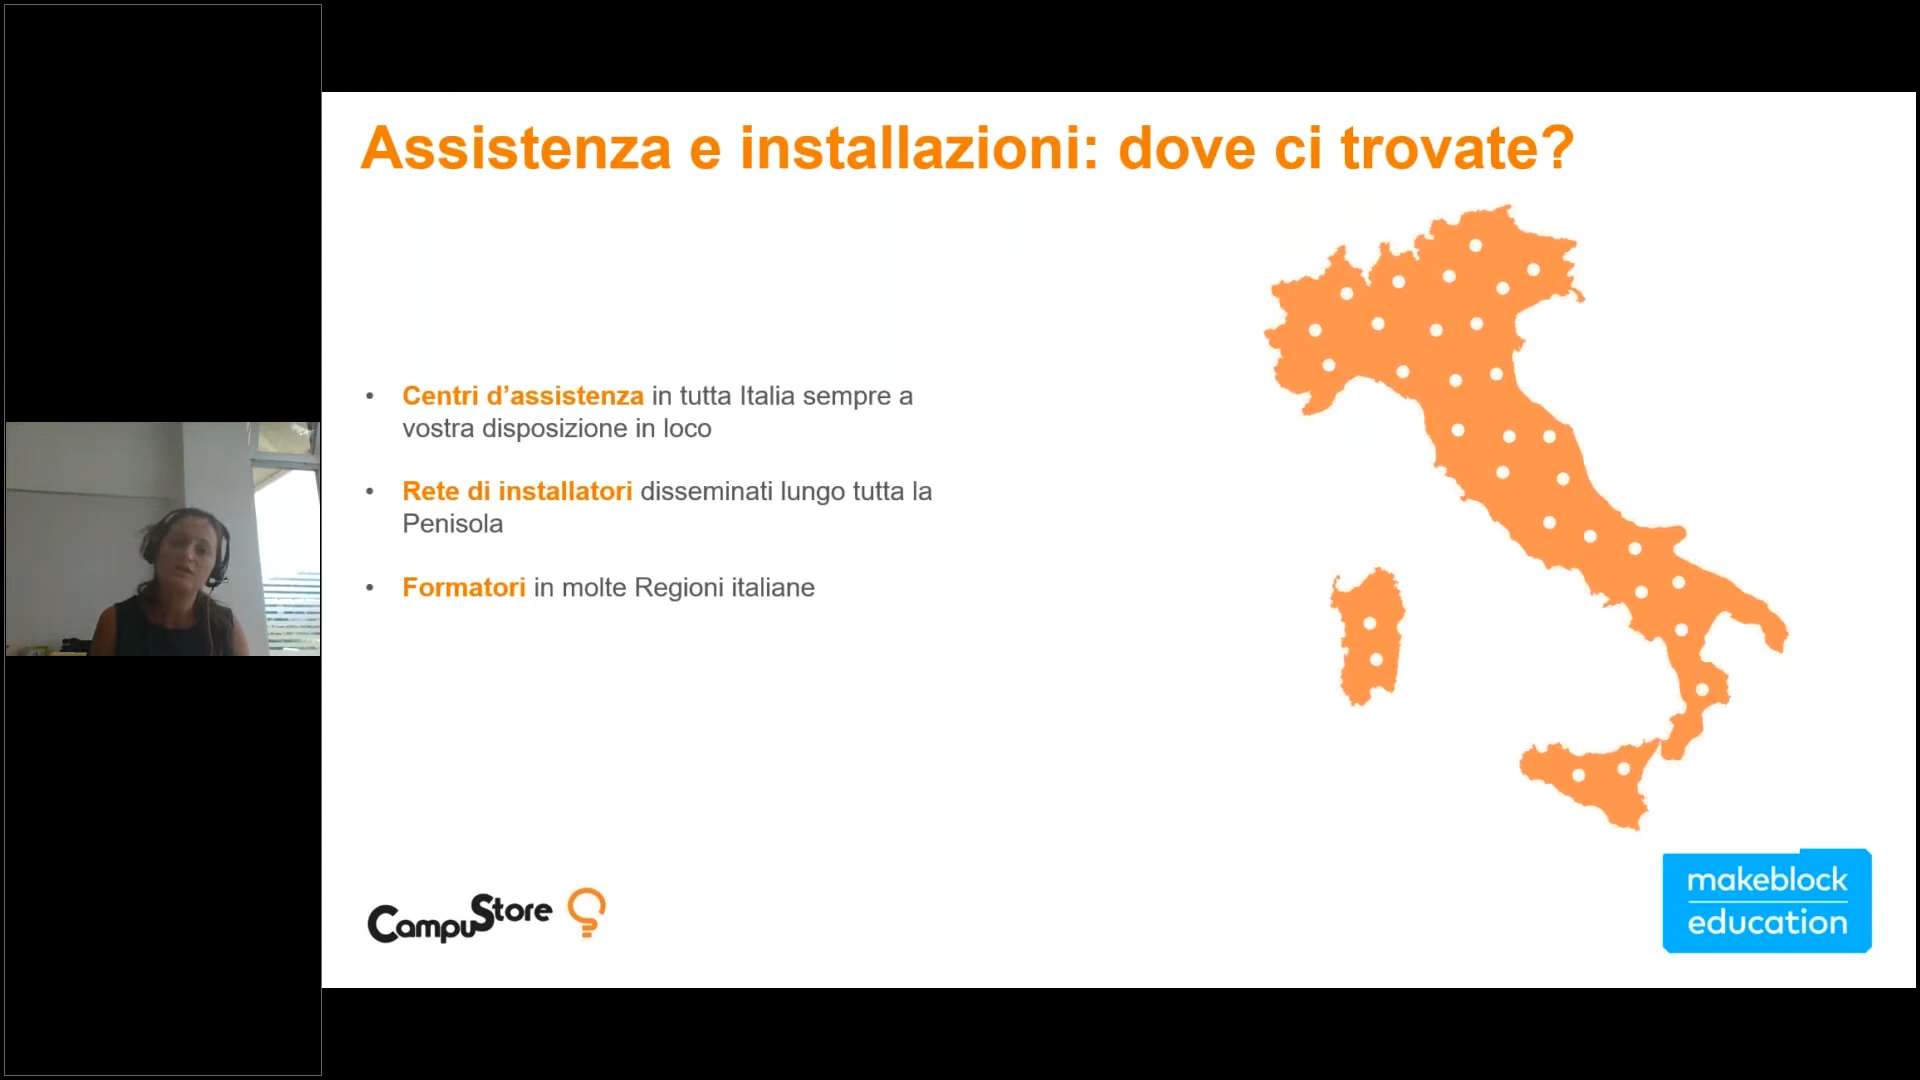 Assistenza e installazioni: dove ci trovate?
• Centri d’assistenza in tutta Italia sempre a
vostra disposizione in loco
• Rete di installatori disseminati lungo tutta la
Penisola
• Formatori in molte Regioni italiane
CampuStore
makeblock
education